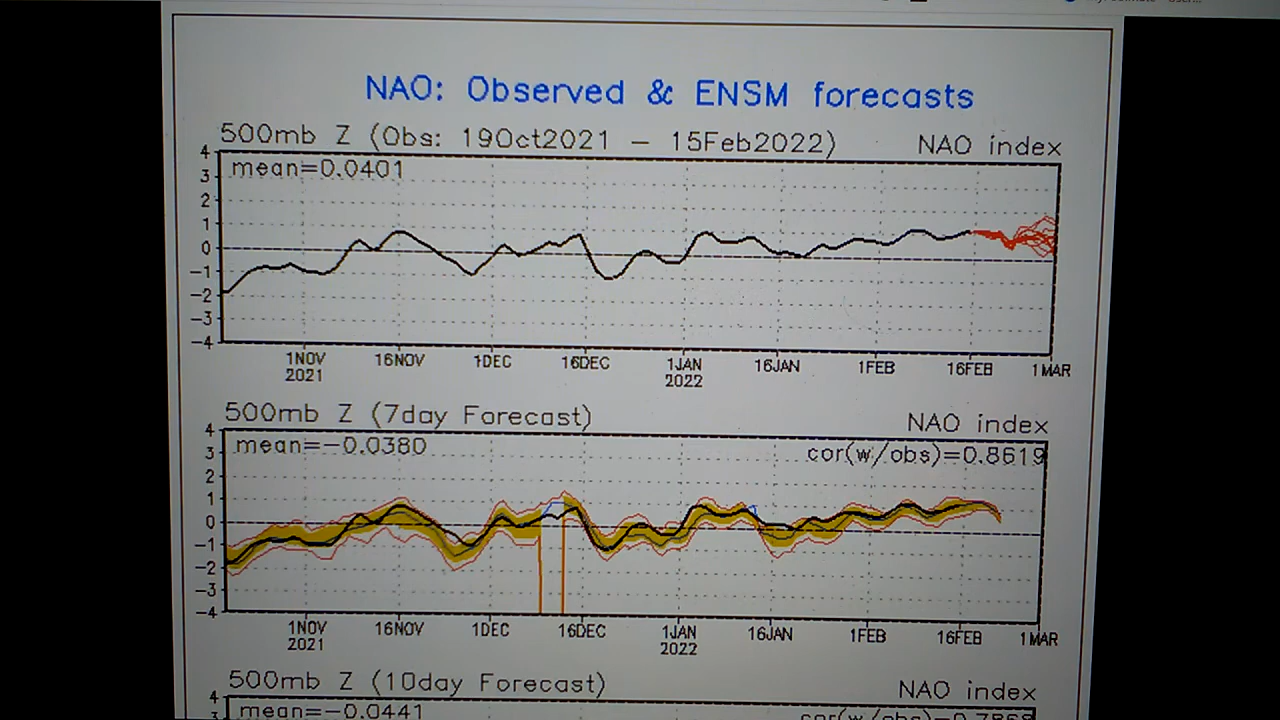 NAO: Observed & ENSM forecasts
500mb Z (Obs: 19Oct2021 – 15Feb2022) NAO index
mean=0.0401
4
3
2
1
0
−1
−2
−3
−4
1NOV 16NOV 1DEC 16DEC 1JAN 16JAN 1FEB 16FEB 1MAR
2021 2022
500mb Z (7day Forecast) NAO index
mean=−0.0380 cor(w/obs)=0.8619
4
3
2
1
0
−1
−2
−3
−4
1NOV 16NOV 1DEC 16DEC 1JAN 16JAN 1FEB 16FEB 1MAR
2021 2022
500mb Z (10day Forecast) NAO index
4
mean=−0.0441
3